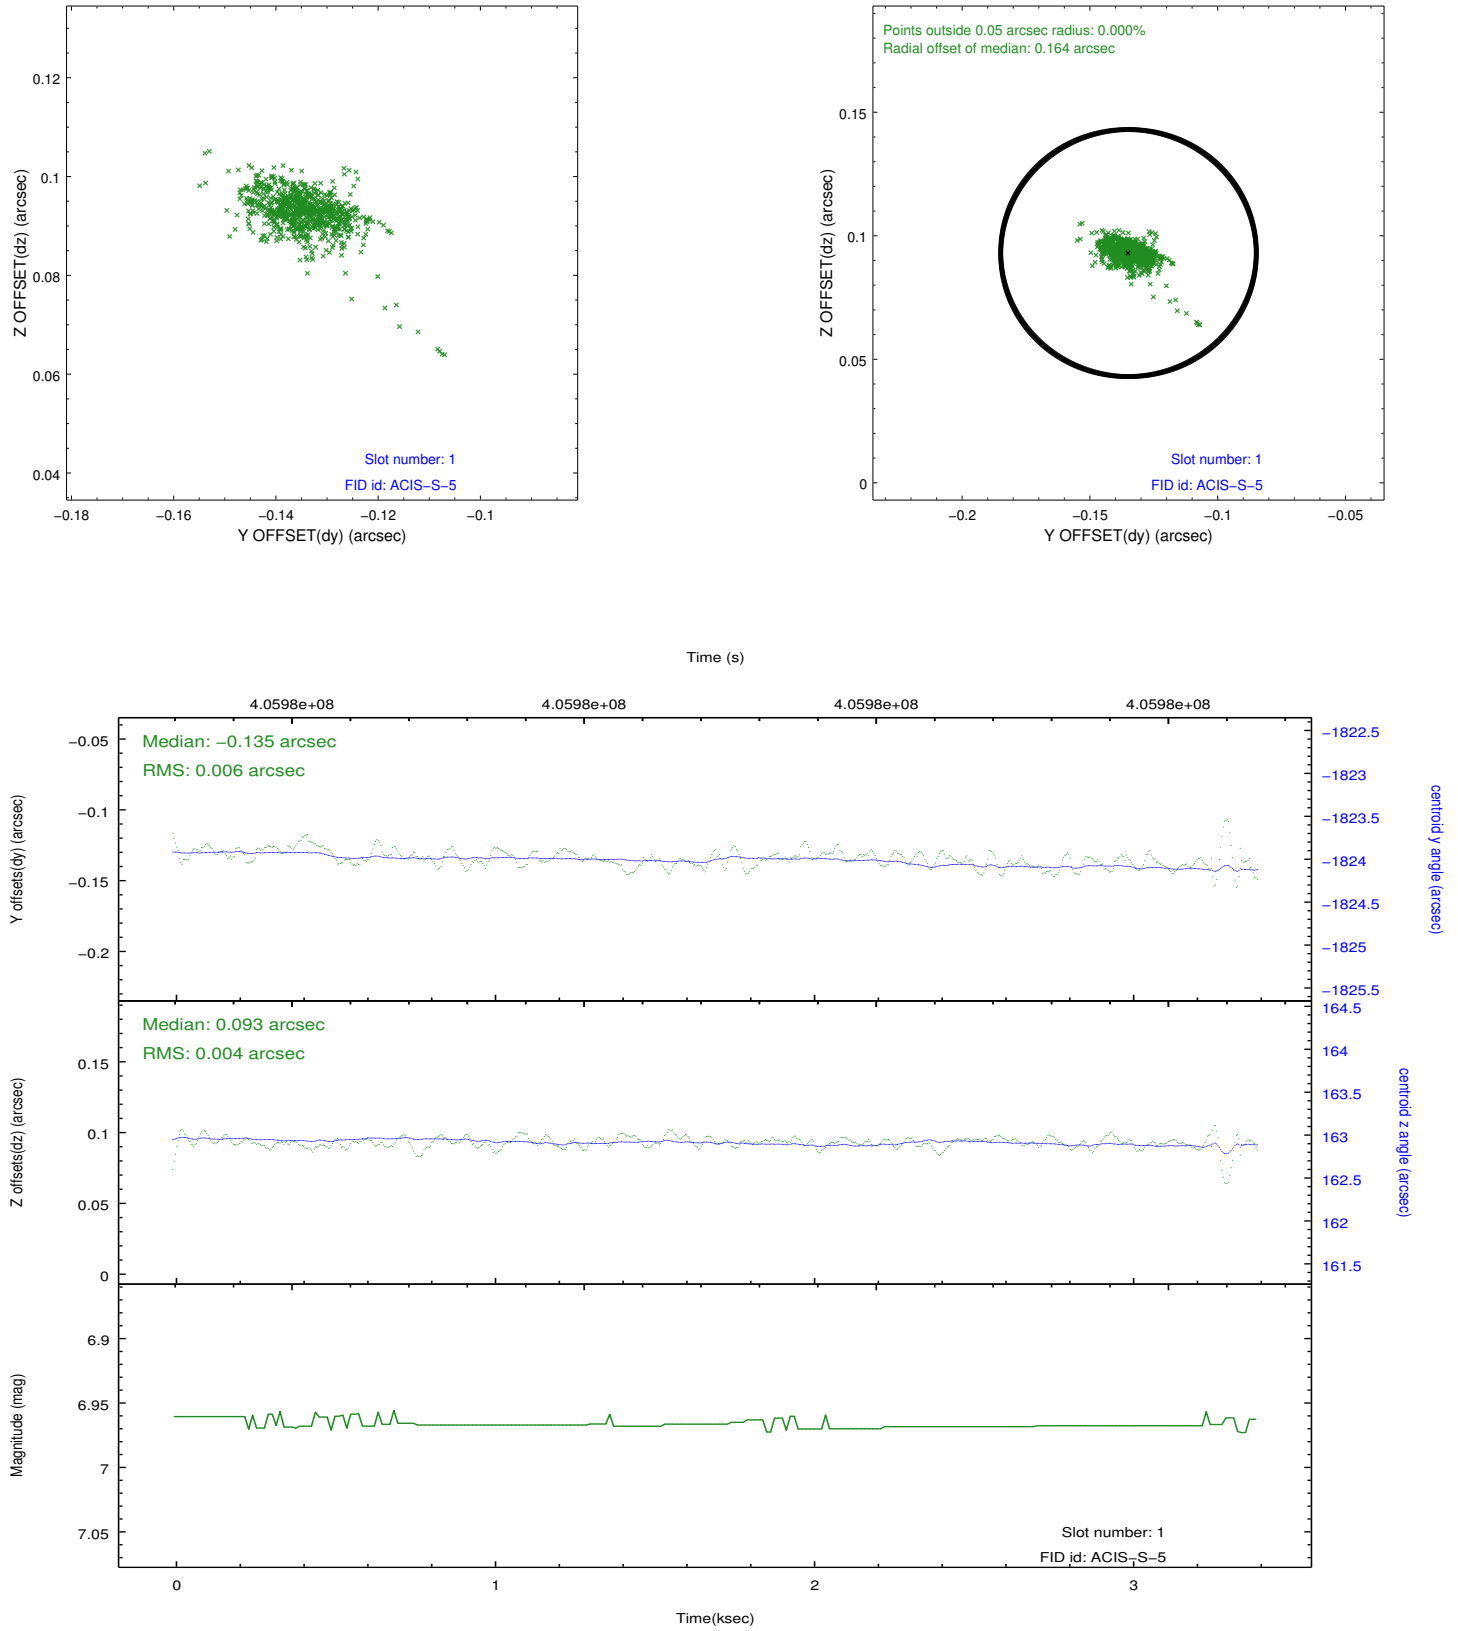 0.12
0.1
0.08
0.06
0.04
Z OFFSET(dz) (arcsec)
Slot number: 1
FID id: ACIS−S−5
−0.18
−0.16
−0.14
−0.12
−0.1
Y OFFSET(dy) (arcsec)
Points outside 0.05 arcsec radius: 0.000%
Radial offset of median: 0.164 arcsec
0.15
0.1
0.05
0
Z OFFSET(dz) (arcsec)
Slot number: 1
FID id: ACIS−S−5
−0.2
−0.15
−0.1
−0.05
Y OFFSET(dy) (arcsec)
Time (s)
4.0598e+08
4.0598e+08
4.0598e+08
4.0598e+08
Median: −0.135 arcsec
RMS: 0.006 arcsec
−0.05
−0.1
−0.15
−0.2
Y offsets(dy) (arcsec)
−1822.5
−1823
−1823.5
−1824
−1824.5
−1825
−1825.5
centroid y angle (arcsec)
Median: 0.093 arcsec
RMS: 0.004 arcsec
0.15
0.1
0.05
0
Z offsets(dz) (arcsec)
164.5
164
163.5
163
162.5
162
161.5
centroid z angle (arcsec)
6.9
6.95
7
7.05
Magnitude (mag)
Slot number: 1
FID id: ACIS−S−5
0
1
2
3
Time(ksec)